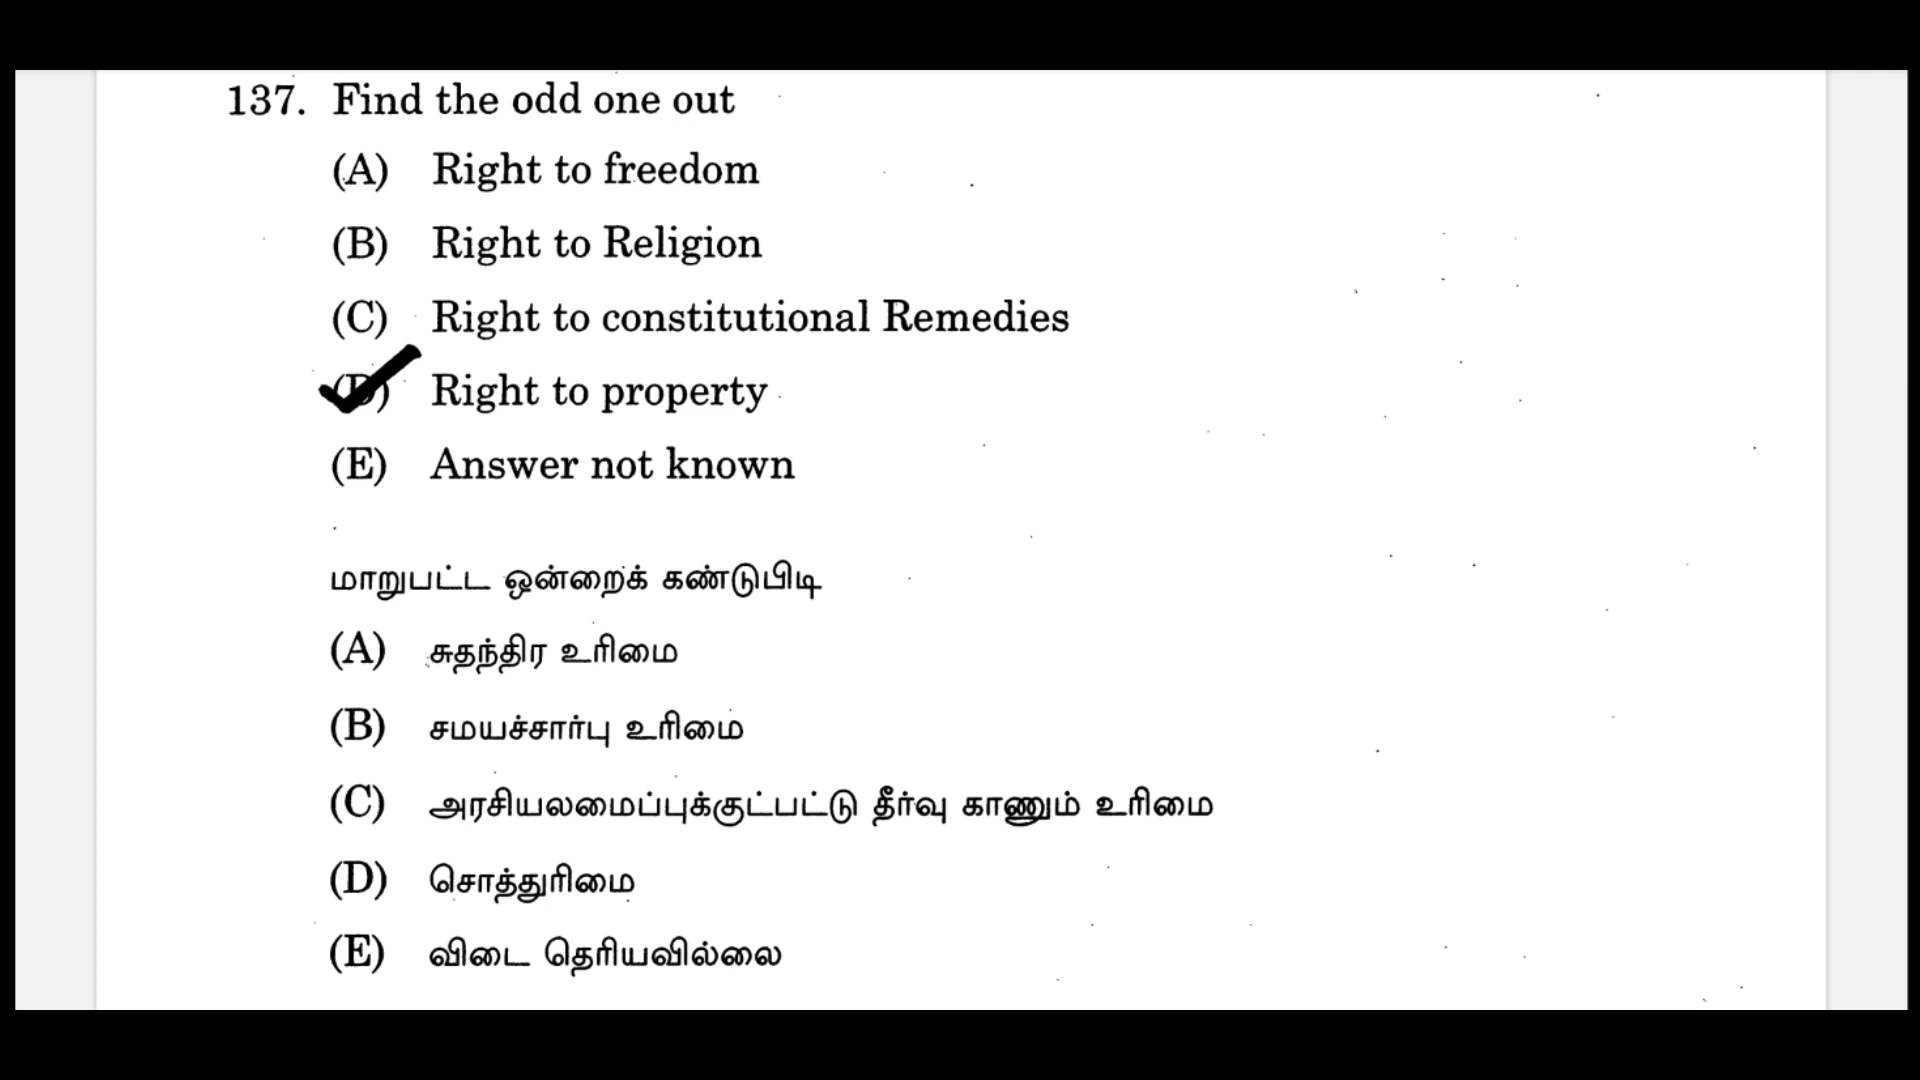 137. Find the odd one out
(A) Right to freedom
(B) Right to Religion
(C) Right to constitutional Remedies
(D) Right to property
(E) Answer not known
மாறுபட்ட ஒன்றைக் கண்டுபிடி
(A) சுதந்திர உரிமை
(B) சமயச்சார்பு உரிமை
(C) அரசியலமைப்புக்குட்பட்டு தீர்வு காணும் உரிமை
(D) சொத்துரிமை
(E) விடை தெரியவில்லை